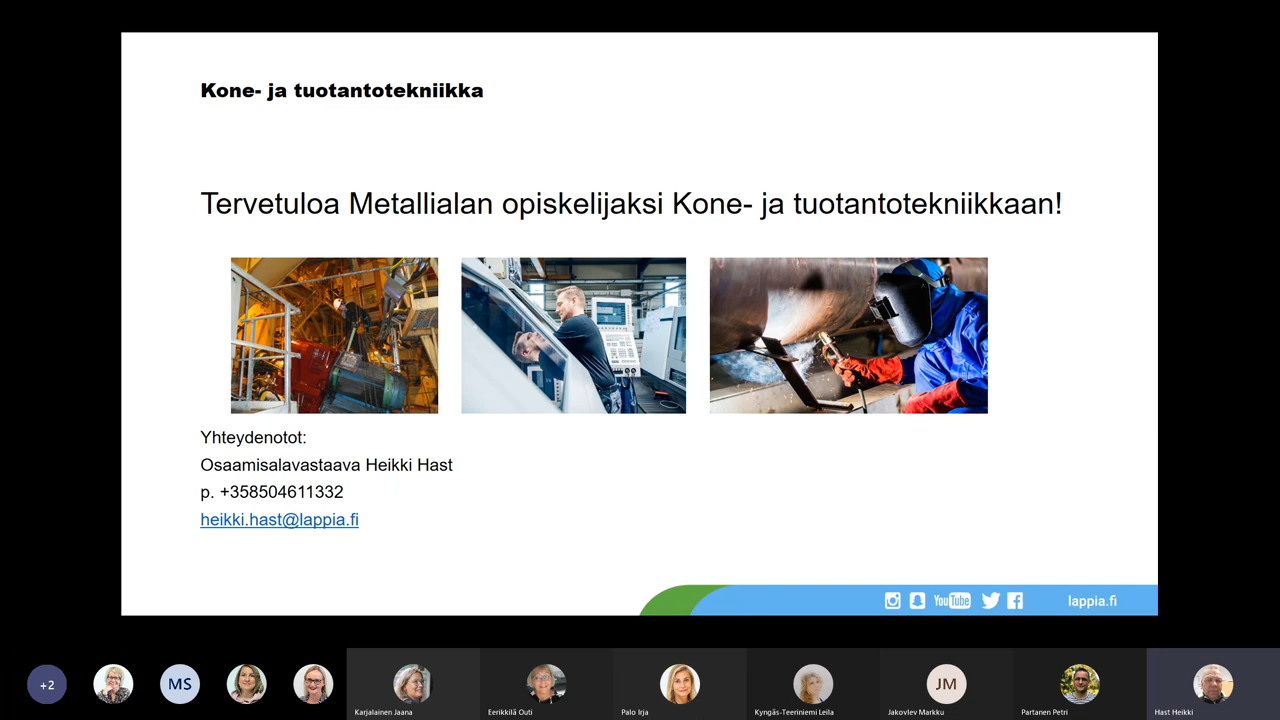 Kone- ja tuotantotekniikka
Tervetuloa Metallialan opiskelijaksi Kone- ja tuotantotekniikkaan!
Yhteydenotot:
Osaamisalavastaava Heikki Hast
p. +358504611332
heikki.hast@lappia.fi
YouTube
lappia.fi
+2
MS
JM
Karjalainen Jaana
Eerikkilä Outi
Palo Irja
Kyngäs-Teeriniemi Leila
Jakovlev Markku
Partanen Petri
Hast Heikki